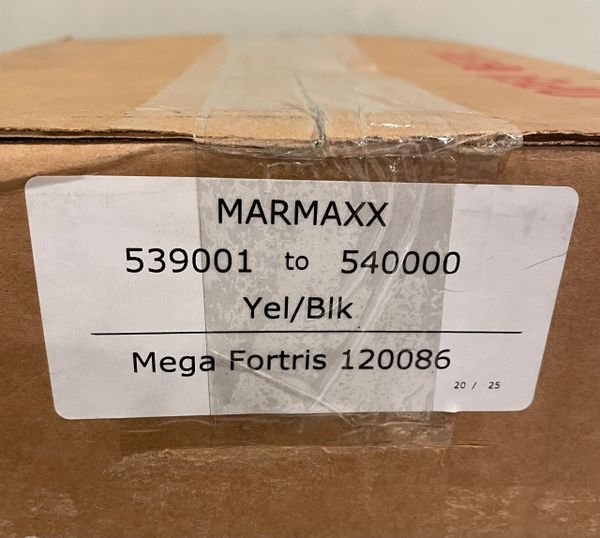 MARMAXX
539001 to 540000
Yel/Blk
Mega Fortris 120086
20 / 25